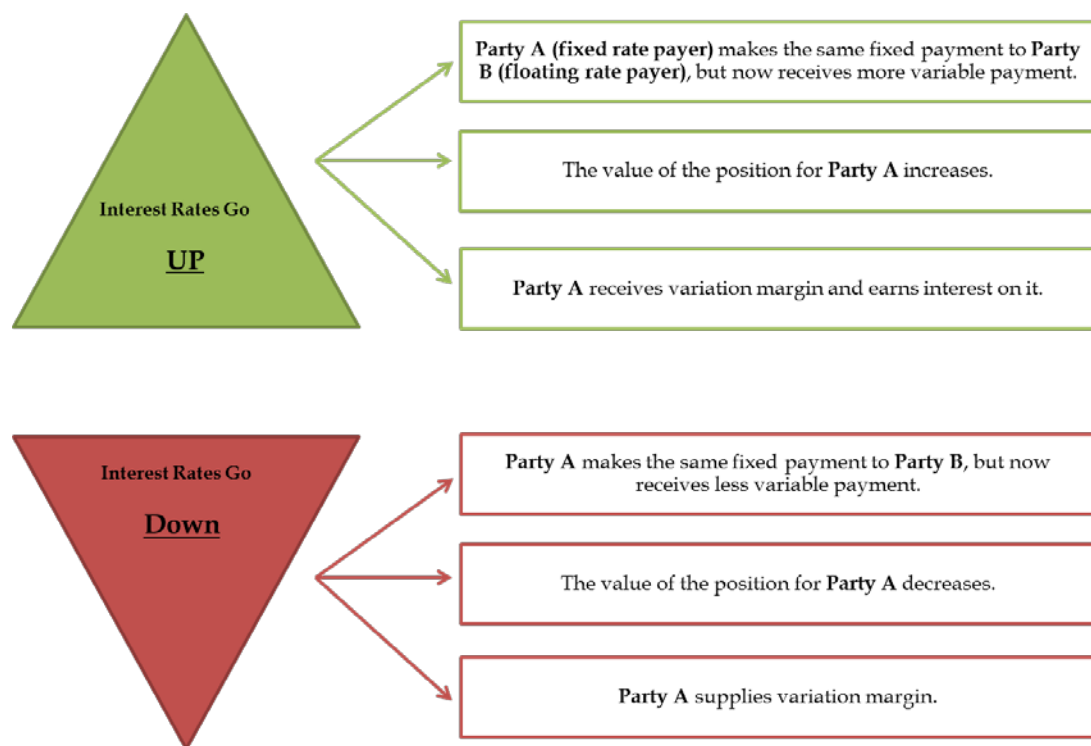 Party A (fixed rate payer) makes the same fixed payment to Party
B (floating rate payer), but now receives more variable payment.
Interest Rates Go
UP
The value of the position for Party A increases.
Party A receives variation margin and earns interest on it.
Interest Rates Go
Down
Party A makes the same fixed payment to Party B, but now
receives less variable payment.
The value of the position for Party A decreases.
Party A supplies variation margin.